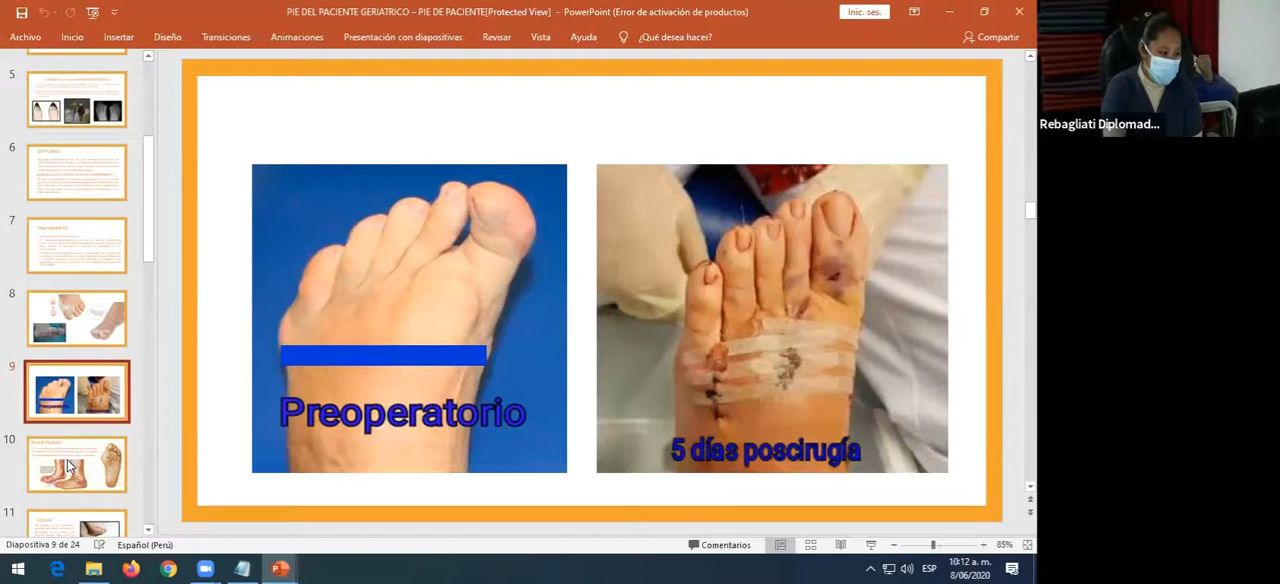 PIE DEL PACIENTE GERIATRICO – PIE DE PACIENTE[Protected View] - PowerPoint (Error de activación de productos)
Inic. ses.
Archivo Inicio Insertar Diseño Transiciones Animaciones Presentación con diapositivas Revisar Vista Ayuda ¿Qué desea hacer? Compartir
Rebagliati Diplomad...
5
6
7
8
9
10
11
Preoperatorio
5 días poscirugía
Diapositiva 9 de 24 Español (Perú) Comentarios 85%
ESP
10:12 a. m.
8/06/2020